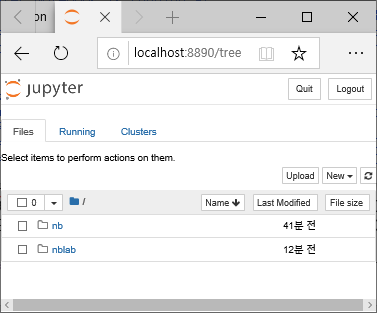 on
localhost:8890/tree
jupyter
Quit
Logout
Files
Running
Clusters
Select items to perform actions on them.
Upload
New
0
/
Name
Last Modified
File size
nb
41분 전
nblab
12분 전